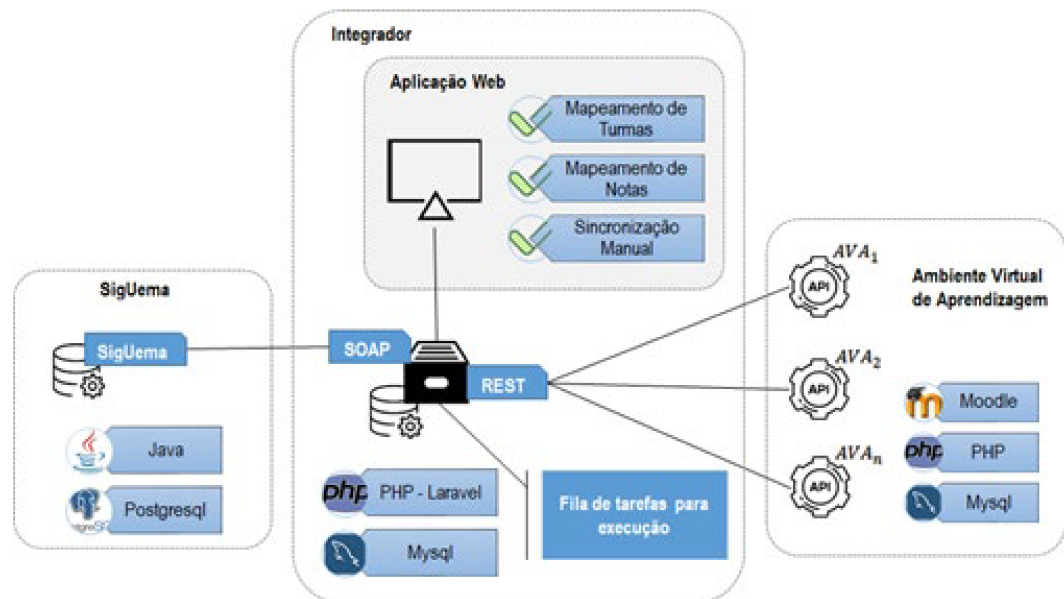 Integrador
Aplicação Web
Mapeamento de
Turmas
Mapeamento de
Notas
Sincronização
Manual
SigUema
SigUema
Java
Postgresql
SOAP
REST
php
PHP - Laravel
Mysql
Fila de tarefas para
execução
AVA₁
API
AVA₂
API
AVAₙ
API
Ambiente Virtual
de Aprendizagem
Moodle
php
PHP
Mysql